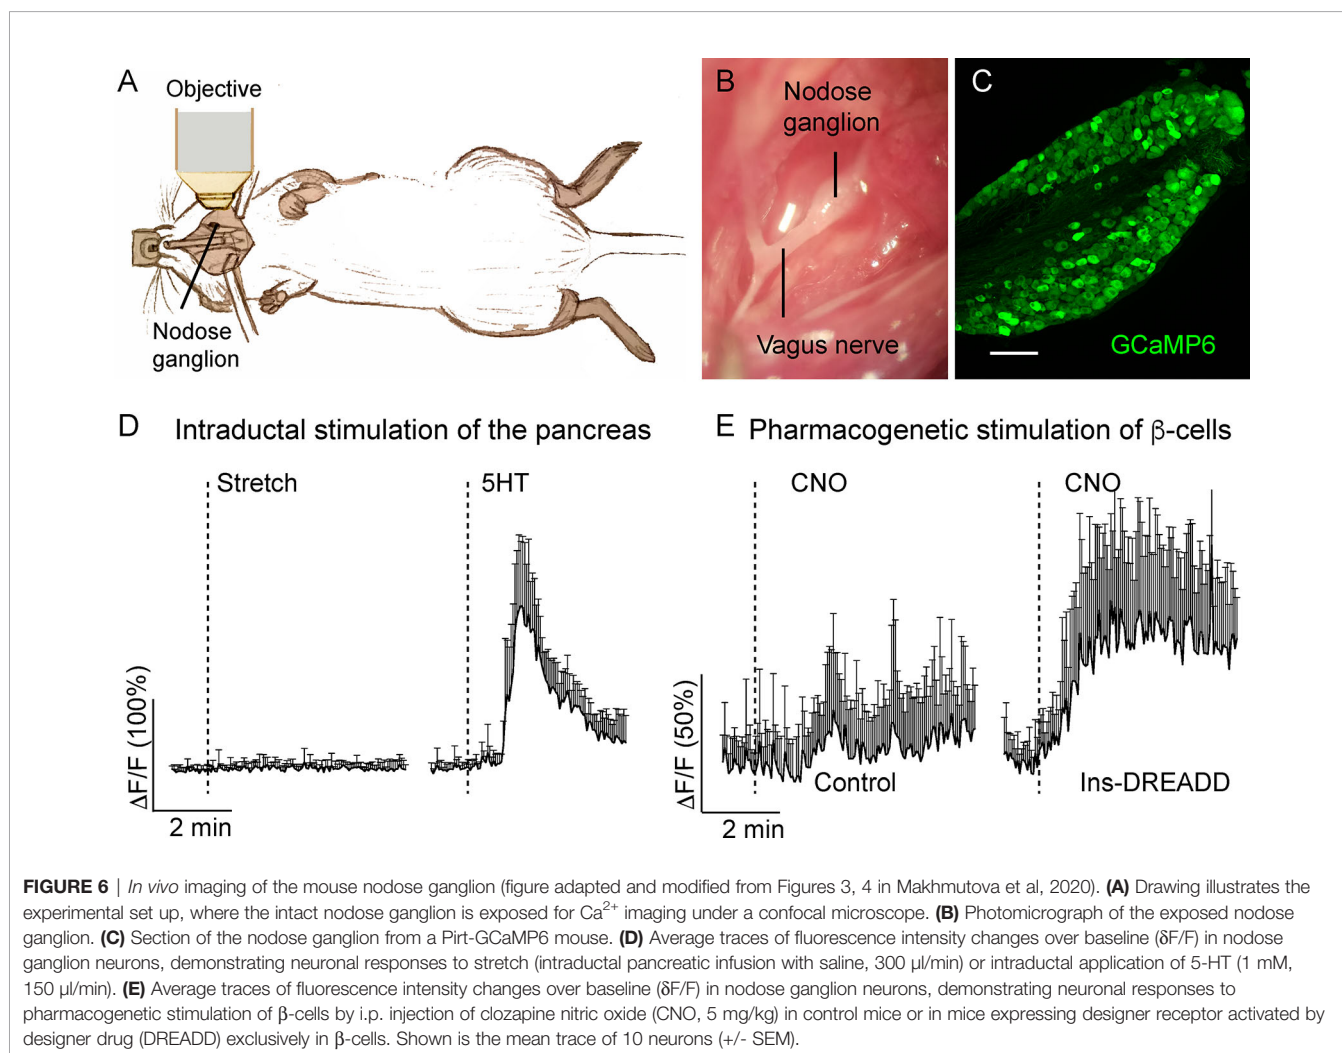 A
Objective
Nodose
ganglion
B
Nodose
ganglion
Vagus nerve
C
GCaMP6
D Intraductal stimulation of the pancreas
Stretch
5HT
ΔF/F (100%)
2 min
E Pharmacogenetic stimulation of β-cells
CNO
CNO
ΔF/F (50%)
Control
Ins-DREADD
2 min
FIGURE 6 | In vivo imaging of the mouse nodose ganglion (figure adapted and modified from Figures 3, 4 in Makhmutova et al, 2020). (A) Drawing illustrates the
experimental set up, where the intact nodose ganglion is exposed for Ca2+ imaging under a confocal microscope. (B) Photomicrograph of the exposed nodose
ganglion. (C) Section of the nodose ganglion from a Pirt-GCaMP6 mouse. (D) Average traces of fluorescence intensity changes over baseline (δF/F) in nodose
ganglion neurons, demonstrating neuronal responses to stretch (intraductal pancreatic infusion with saline, 300 µl/min) or intraductal application of 5-HT (1 mM,
150 µl/min). (E) Average traces of fluorescence intensity changes over baseline (δF/F) in nodose ganglion neurons, demonstrating neuronal responses to
pharmacogenetic stimulation of β-cells by i.p. injection of clozapine nitric oxide (CNO, 5 mg/kg) in control mice or in mice expressing designer receptor activated by
designer drug (DREADD) exclusively in β-cells. Shown is the mean trace of 10 neurons (+/- SEM).